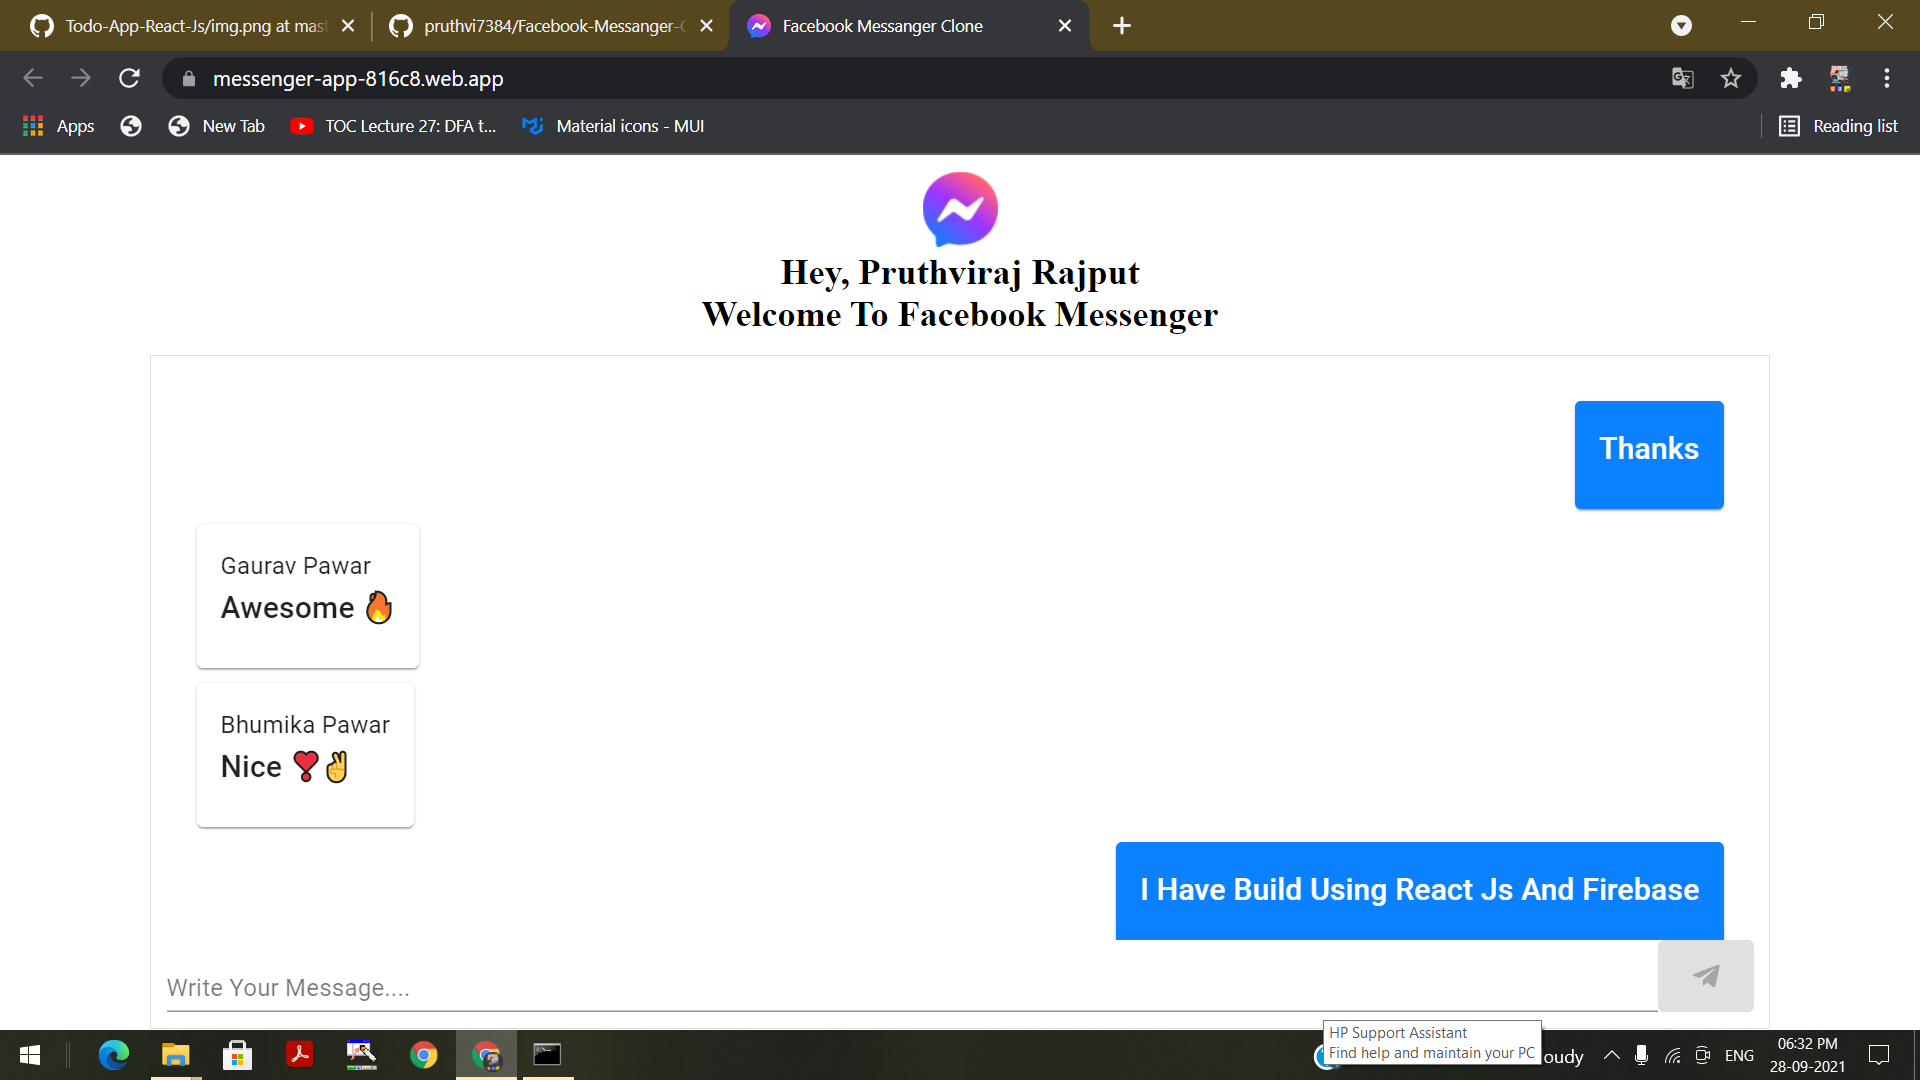 Todo-App-React-Js/img.png at mas
pruthvi7384/Facebook-Messanger-C
Facebook Messanger Clone
messenger-app-816c8.web.app
Apps
New Tab
TOC Lecture 27: DFA t...
Material icons - MUI
Reading list
Hey, Pruthviraj Rajput
Welcome To Facebook Messenger
Thanks
Gaurav Pawar
Awesome 🔥
Bhumika Pawar
Nice ❣️✌️
I Have Build Using React Js And Firebase
Write Your Message....
HP Support Assistant
Find help and maintain your PC
oudy
ENG
06:32 PM
28-09-2021